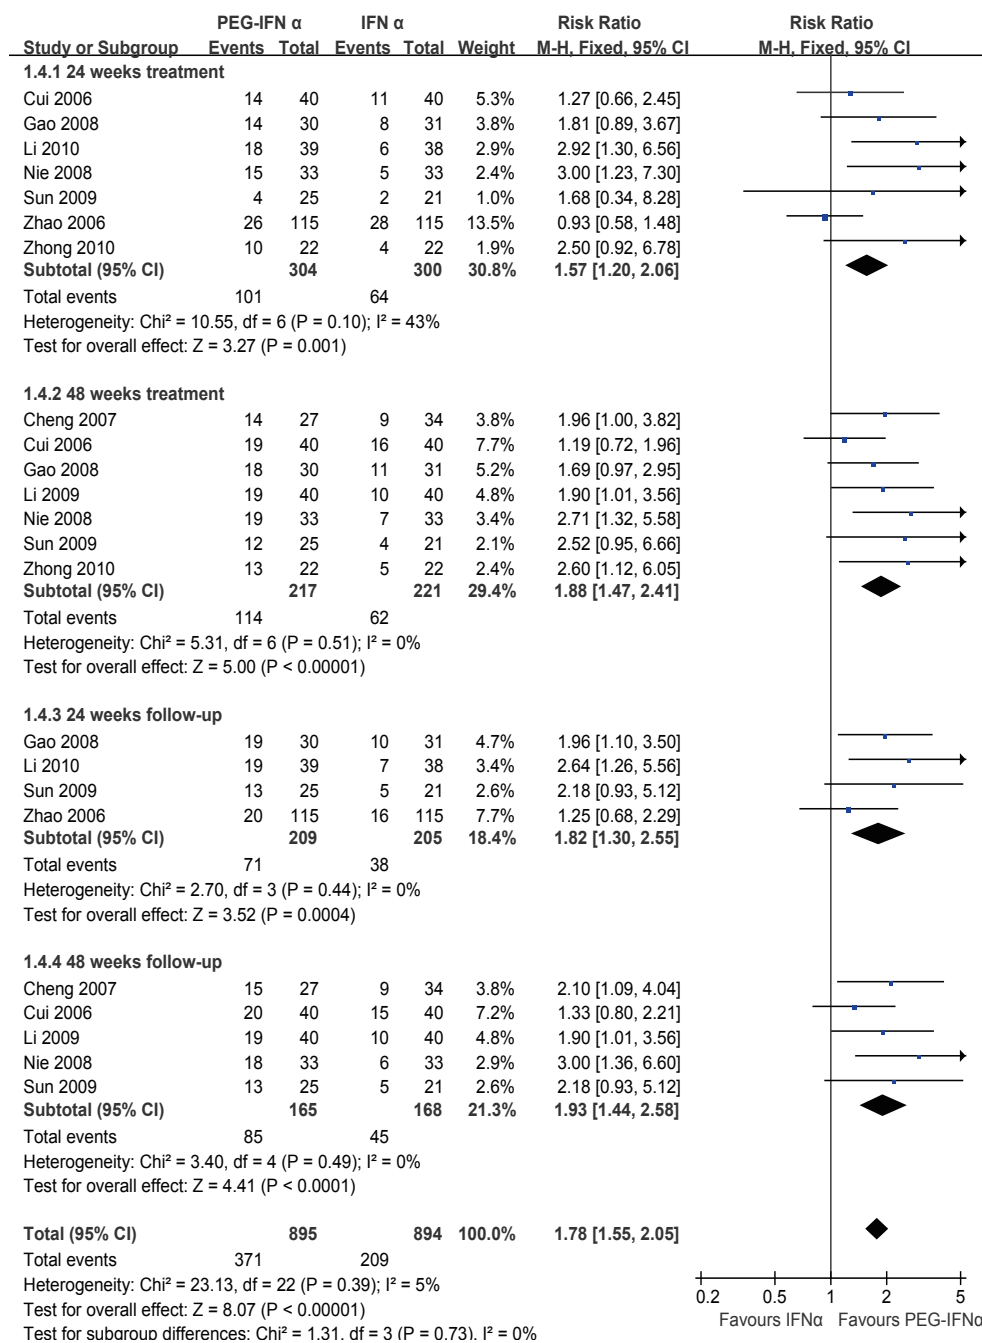 PEG-IFN α IFN α Risk Ratio Risk Ratio
Study or Subgroup Events Total Events Total Weight M-H, Fixed, 95% CI M-H, Fixed, 95% CI
1.4.1 24 weeks treatment
Cui 2006 14 40 11 40 5.3% 1.27 [0.66, 2.45]
Gao 2008 14 30 8 31 3.8% 1.81 [0.89, 3.67]
Li 2010 18 39 6 38 2.9% 2.92 [1.30, 6.56]
Nie 2008 15 33 5 33 2.4% 3.00 [1.23, 7.30]
Sun 2009 4 25 2 21 1.0% 1.68 [0.34, 8.28]
Zhao 2006 26 115 28 115 13.5% 0.93 [0.58, 1.48]
Zhong 2010 10 22 4 22 1.9% 2.50 [0.92, 6.78]
Subtotal (95% CI) 304 300 30.8% 1.57 [1.20, 2.06]
Total events 101 64
Heterogeneity: Chi² = 10.55, df = 6 (P = 0.10); I² = 43%
Test for overall effect: Z = 3.27 (P = 0.001)
1.4.2 48 weeks treatment
Cheng 2007 14 27 9 34 3.8% 1.96 [1.00, 3.82]
Cui 2006 19 40 16 40 7.7% 1.19 [0.72, 1.96]
Gao 2008 18 30 11 31 5.2% 1.69 [0.97, 2.95]
Li 2009 19 40 10 40 4.8% 1.90 [1.01, 3.56]
Nie 2008 19 33 7 33 3.4% 2.71 [1.32, 5.58]
Sun 2009 12 25 4 21 2.1% 2.52 [0.95, 6.66]
Zhong 2010 13 22 5 22 2.4% 2.60 [1.12, 6.05]
Subtotal (95% CI) 217 221 29.4% 1.88 [1.47, 2.41]
Total events 114 62
Heterogeneity: Chi² = 5.31, df = 6 (P = 0.51); I² = 0%
Test for overall effect: Z = 5.00 (P < 0.00001)
1.4.3 24 weeks follow-up
Gao 2008 19 30 10 31 4.7% 1.96 [1.10, 3.50]
Li 2010 19 39 7 38 3.4% 2.64 [1.26, 5.56]
Sun 2009 13 25 5 21 2.6% 2.18 [0.93, 5.12]
Zhao 2006 20 115 16 115 7.7% 1.25 [0.68, 2.29]
Subtotal (95% CI) 209 205 18.4% 1.82 [1.30, 2.55]
Total events 71 38
Heterogeneity: Chi² = 2.70, df = 3 (P = 0.44); I² = 0%
Test for overall effect: Z = 3.52 (P = 0.0004)
1.4.4 48 weeks follow-up
Cheng 2007 15 27 9 34 3.8% 2.10 [1.09, 4.04]
Cui 2006 20 40 15 40 7.2% 1.33 [0.80, 2.21]
Li 2009 19 40 10 40 4.8% 1.90 [1.01, 3.56]
Nie 2008 18 33 6 33 2.9% 3.00 [1.36, 6.60]
Sun 2009 13 25 5 21 2.6% 2.18 [0.93, 5.12]
Subtotal (95% CI) 165 168 21.3% 1.93 [1.44, 2.58]
Total events 85 45
Heterogeneity: Chi² = 3.40, df = 4 (P = 0.49); I² = 0%
Test for overall effect: Z = 4.41 (P < 0.0001)
Total (95% CI) 895 894 100.0% 1.78 [1.55, 2.05]
Total events 371 209
Heterogeneity: Chi² = 23.13, df = 22 (P = 0.39); I² = 5%
Test for overall effect: Z = 8.07 (P < 0.00001)
Test for subgroup differences: Chi² = 1.31, df = 3 (P = 0.73), I² = 0%
0.2 0.5 1 2 5
Favours IFNα Favours PEG-IFNα